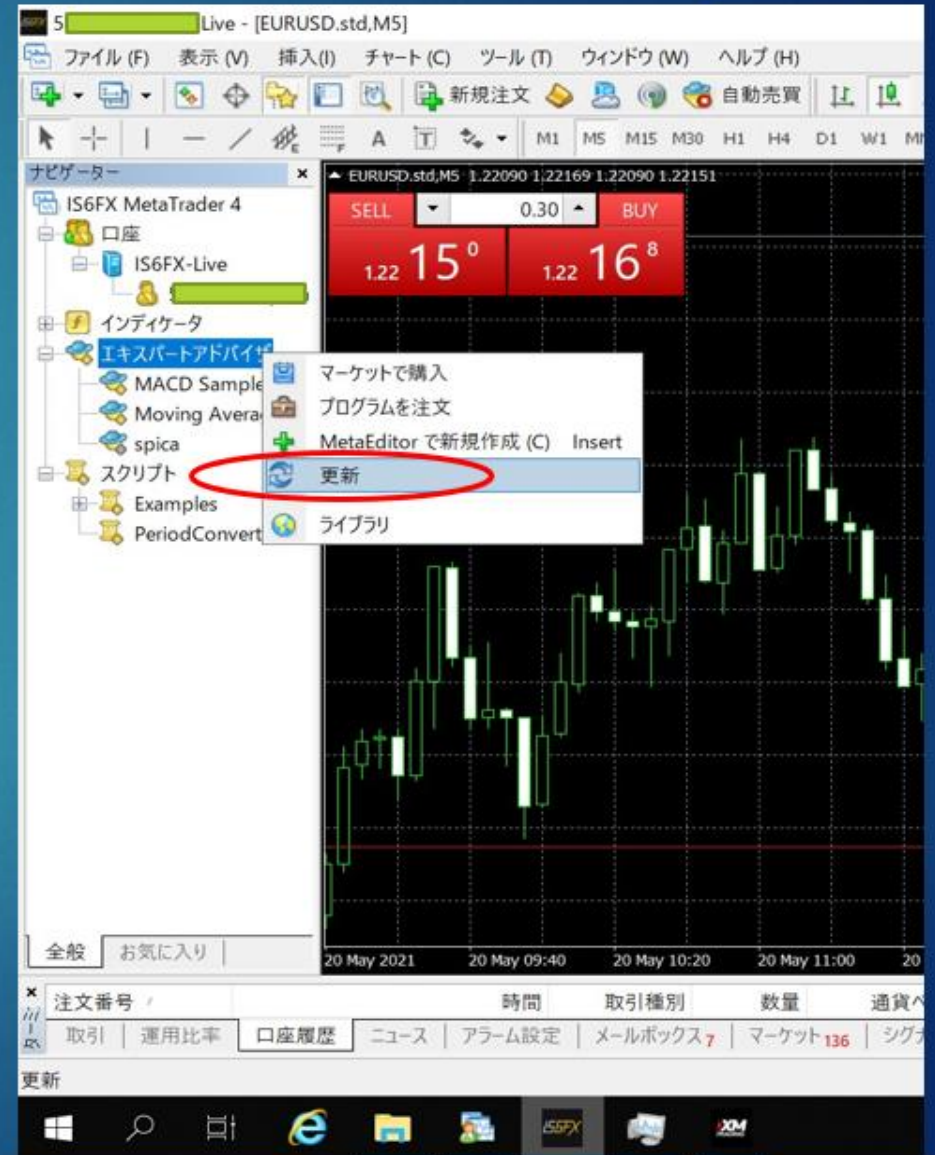 5 Live - [EURUSD.std,M5]
ファイル (F) 表示 (V) 挿入(I) チャート (C) ツール (T) ウィンドウ (W) ヘルプ (H)
新規注文 自動売買
A T M1 M5 M15 M30 H1 H4 D1 W1
ナビゲーター
EURUSD.std,M5 1.22090 1.22169 1.22090 1.22151
IS6FX MetaTrader 4
SELL 0.30 BUY
口座
1.22 15 0 1.22 16 8
IS6FX-Live
インディケータ
エキスパートアドバイザ
マーケットで購入
MACD Sample
プログラムを注文
Moving Avera
MetaEditor で新規作成 (C) Insert
spica
更新
スクリプト
Examples
ライブラリ
PeriodConvert
全般 お気に入り
20 May 2021 20 May 09:40 20 May 10:20 20 May 11:00 20
注文番号 / 時間 取引種別 数量 通貨ペ
取引 運用比率 口座履歴 ニュース アラーム設定 メールボックス 7 マーケット 136 シグナ
更新
IS6FX XM